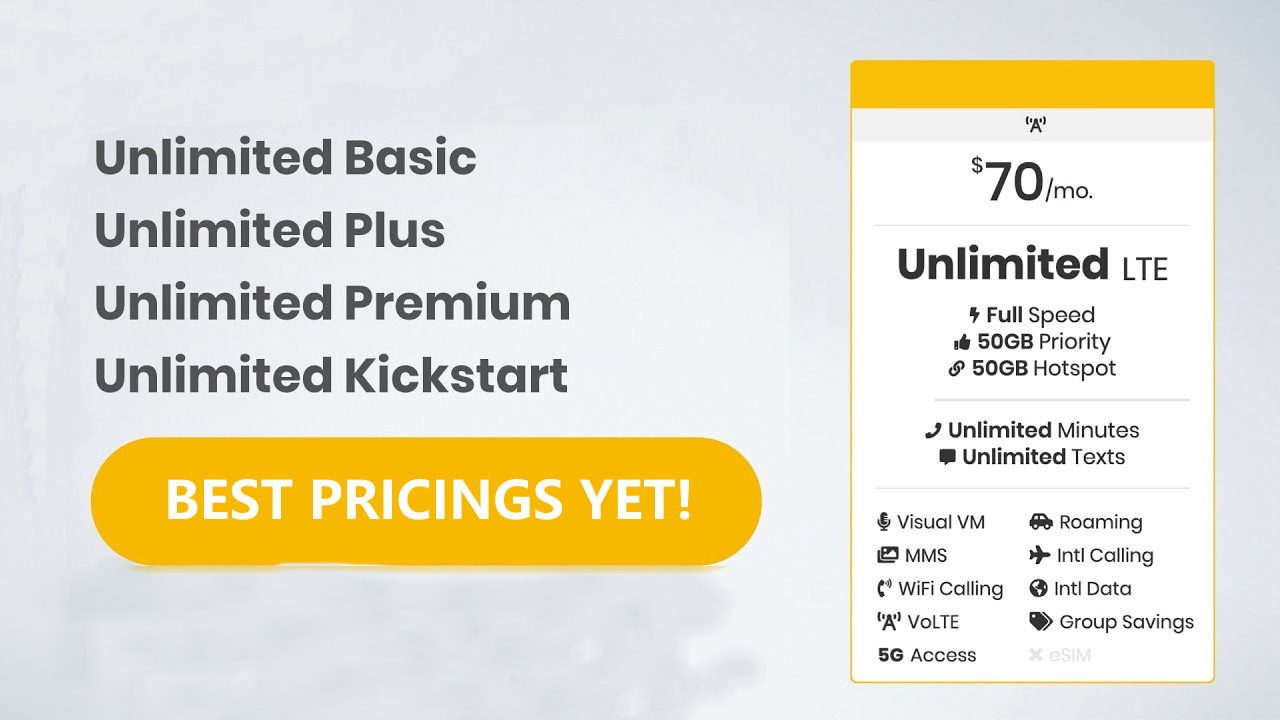 Unlimited Basic
Unlimited Plus
Unlimited Premium
Unlimited Kickstart
BEST PRICINGS YET!
$70/mo.
Unlimited LTE
Full Speed
50GB Priority
50GB Hotspot
Unlimited Minutes
Unlimited Texts
Visual VM
Roaming
MMS
Intl Calling
WiFi Calling
Intl Data
VoLTE
Group Savings
5G Access
eSIM